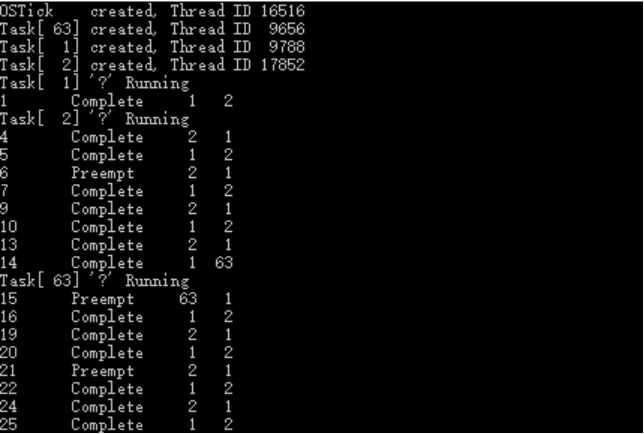 OSTick    created, Thread ID 16516
Task[ 63] created, Thread ID  9656
Task[  1] created, Thread ID  9788
Task[  2] created, Thread ID 17852
Task[  1] '?' Running
1       Complete     1   2
Task[  2] '?' Running
4       Complete     2   1
5       Complete     1   2
6       Preempt      2   1
7       Complete     1   2
9       Complete     2   1
10      Complete     1   2
13      Complete     2   1
14      Complete     1  63
Task[ 63] '?' Running
15      Preempt     63   1
16      Complete     1   2
19      Complete     2   1
20      Complete     1   2
21      Preempt      2   1
22      Complete     1   2
24      Complete     2   1
25      Complete     1   2